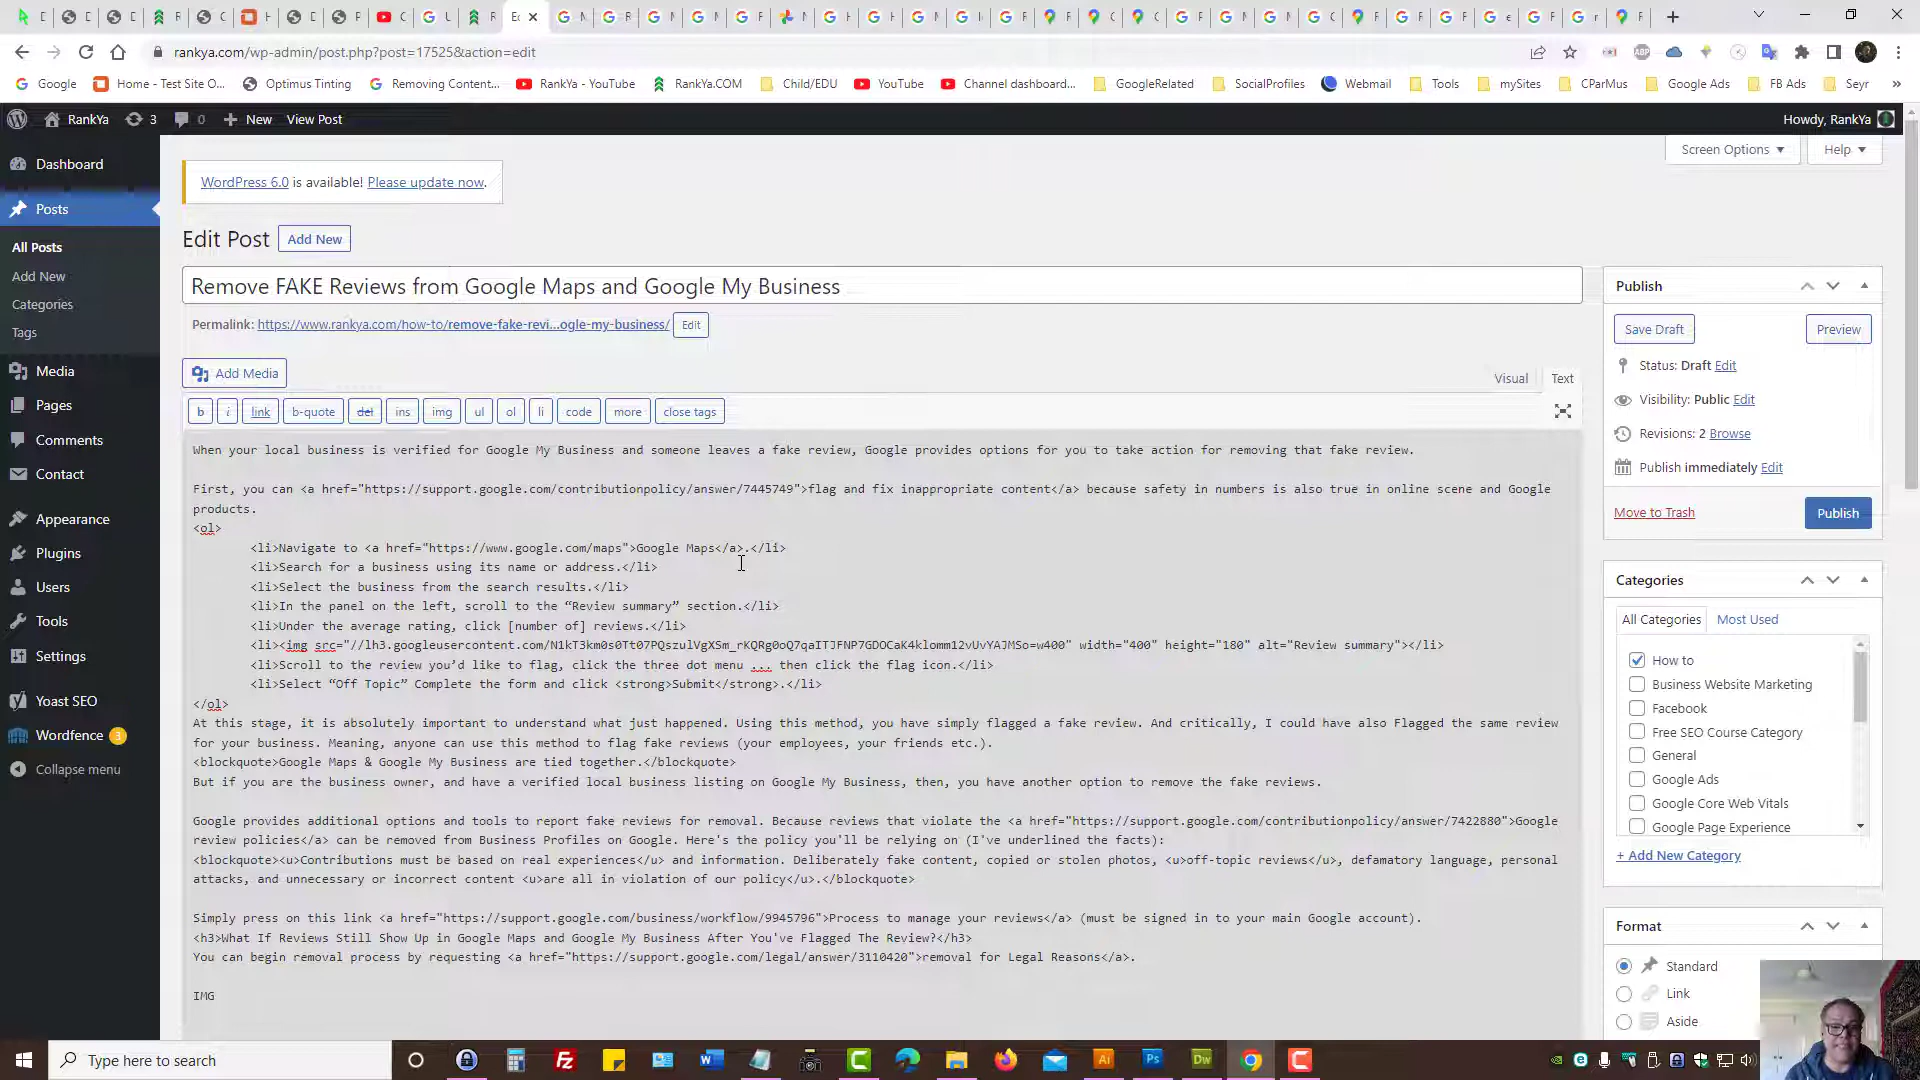 rankya.com/wp-admin/post.php?post=17525&action=edit
Google
Home - Test Site O...
Optimus Tinting
Removing Content...
RankYa - YouTube
RankYa.COM
Child/EDU
YouTube
Channel dashboard...
GoogleRelated
SocialProfiles
Webmail
Tools
mySites
CParMus
Google Ads
FB Ads
Seyr
»
RankYa
3
0
New
View Post
Howdy, RankYa
Dashboard
Posts
All Posts
Add New
Categories
Tags
Media
Pages
Comments
Contact
Appearance
Plugins
Users
Tools
Settings
Yoast SEO
Wordfence 3
Collapse menu
Screen Options
Help
WordPress 6.0 is available! Please update now.
Edit Post
Add New
Remove FAKE Reviews from Google Maps and Google My Business
Permalink: https://www.rankya.com/how-to/remove-fake-revi...ogle-my-business/ Edit
Add Media
Visual
Text
b
i
link
b-quote
del
ins
img
ul
ol
li
code
more
close tags
When your local business is verified for Google My Business and someone leaves a fake review, Google provides options for you to take action for removing that fake review.
First, you can <a href="https://support.google.com/contributionpolicy/answer/7445749">flag and fix inappropriate content</a> because safety in numbers is also true in online scene and Google
products.
<ol>
<li>Navigate to <a href="https://www.google.com/maps">Google Maps</a>.</li>
<li>Search for a business using its name or address.</li>
<li>Select the business from the search results.</li>
<li>In the panel on the left, scroll to the “Review summary” section.</li>
<li>Under the average rating, click [number of] reviews.</li>
<li><img src="//lh3.googleusercontent.com/N1kT3km0s0Tt07PQszulVgXSm_rKQRg0oQ7qaITJFNP7GDOCaK4klomm12vUvYAJMSo=w400" width="400" height="180" alt="Review summary"></li>
<li>Scroll to the review you’d like to flag, click the three dot menu ... then click the flag icon.</li>
<li>Select “Off Topic” Complete the form and click <strong>Submit</strong>.</li>
</ol>
At this stage, it is absolutely important to understand what just happened. Using this method, you have simply flagged a fake review. And critically, I could have also Flagged the same review
for your business. Meaning, anyone can use this method to flag fake reviews (your employees, your friends etc.).
<blockquote>Google Maps & Google My Business are tied together.</blockquote>
But if you are the business owner, and have a verified local business listing on Google My Business, then, you have another option to remove the fake reviews.
Google provides additional options and tools to report fake reviews for removal. Because reviews that violate the <a href="https://support.google.com/contributionpolicy/answer/7422880">Google
review policies</a> can be removed from Business Profiles on Google. Here's the policy you'll be relying on (I've underlined the facts):
<blockquote><u>Contributions must be based on real experiences</u> and information. Deliberately fake content, copied or stolen photos, <u>off-topic reviews</u>, defamatory language, personal
attacks, and unnecessary or incorrect content <u>are all in violation of our policy</u>.</blockquote>
Simply press on this link <a href="https://support.google.com/business/workflow/9945796">Process to manage your reviews</a> (must be signed in to your main Google account).
<h3>What If Reviews Still Show Up in Google Maps and Google My Business After You've Flagged The Review?</h3>
You can begin removal process by requesting <a href="https://support.google.com/legal/answer/3110420">removal for Legal Reasons</a>.
IMG
Publish
Save Draft
Preview
Status: Draft Edit
Visibility: Public Edit
Revisions: 2 Browse
Publish immediately Edit
Move to Trash
Publish
Categories
All Categories
Most Used
How to
Business Website Marketing
Facebook
Free SEO Course Category
General
Google Ads
Google Core Web Vitals
Google Page Experience
+ Add New Category
Format
Standard
Link
Aside
Type here to search